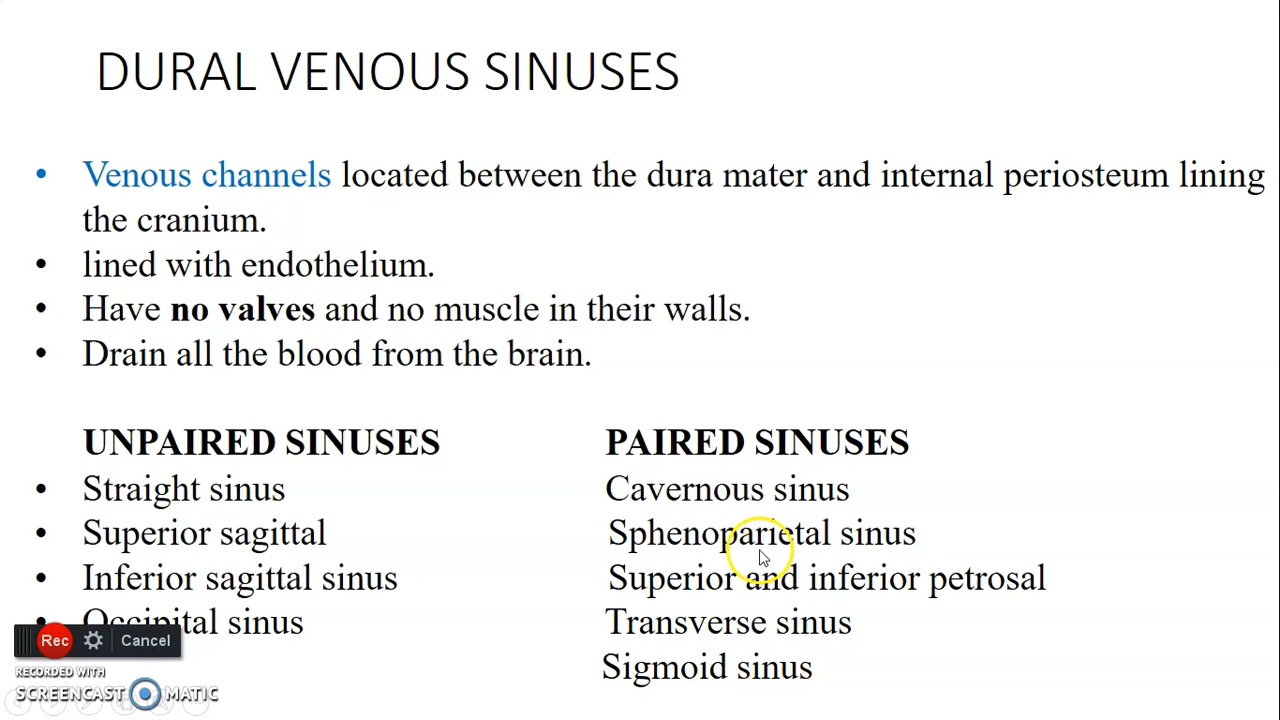 DURAL VENOUS SINUSES
• Venous channels located between the dura mater and internal periosteum lining
the cranium.
• lined with endothelium.
• Have no valves and no muscle in their walls.
• Drain all the blood from the brain.
UNPAIRED SINUSES PAIRED SINUSES
• Straight sinus Cavernous sinus
• Superior sagittal Sphenoparietal sinus
• Inferior sagittal sinus Superior and inferior petrosal
• Occipital sinus Transverse sinus
Rec Cancel
Sigmoid sinus
RECORDED WITH
SCREENCAST MATIC